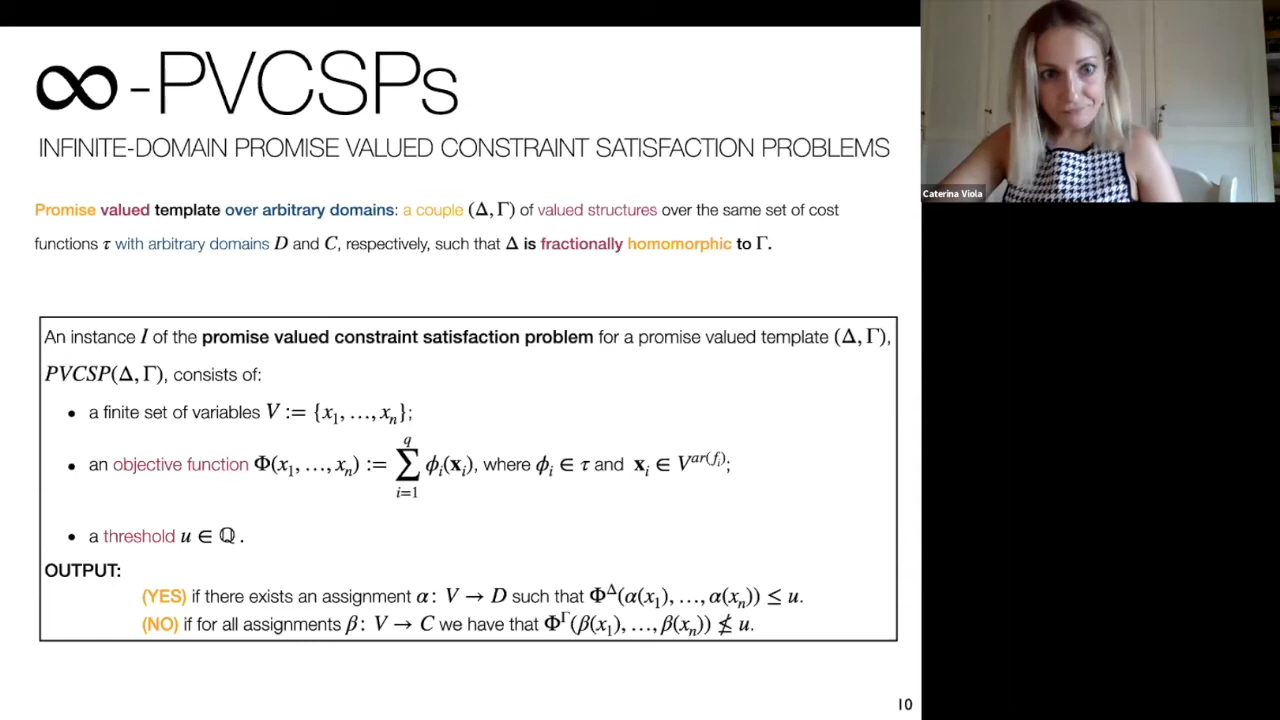 ∞-PVCSPs
INFINITE-DOMAIN PROMISE VALUED CONSTRAINT SATISFACTION PROBLEMS
Promise valued template over arbitrary domains: a couple (Δ, Γ) of valued structures over the same set of cost
functions τ with arbitrary domains D and C, respectively, such that Δ is fractionally homomorphic to Γ.
An instance I of the promise valued constraint satisfaction problem for a promise valued template (Δ, Γ),
PVCSP(Δ, Γ), consists of:
• a finite set of variables V := {x₁, …, xₙ};
• an objective function Φ(x₁, …, xₙ) := ∑_{i=1}^{q} ϕᵢ(𝐱ᵢ), where ϕᵢ ∈ τ and 𝐱ᵢ ∈ V^{ar(fᵢ)};
• a threshold u ∈ ℚ.
OUTPUT:
(YES) if there exists an assignment α: V → D such that Φ^Δ(α(x₁), …, α(xₙ)) ≤ u.
(NO) if for all assignments β: V → C we have that Φ^Γ(β(x₁), …, β(xₙ)) ≰ u.
10
Caterina Viola